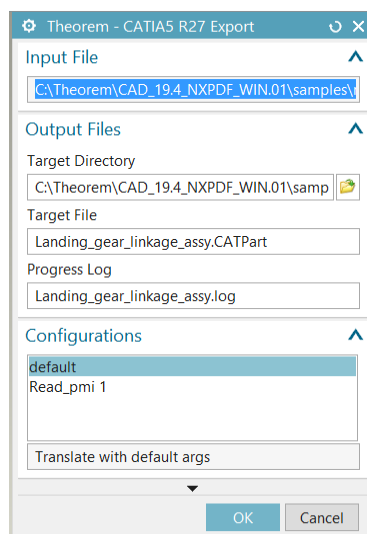 Theorem - CATIA5 R27 Export
Input File
C:\Theorem\CAD_19.4_NXPDF_WIN.01\samples\
Output Files
Target Directory
C:\Theorem\CAD_19.4_NXPDF_WIN.01\samp
Target File
Landing_gear_linkage_assy.CATPart
Progress Log
Landing_gear_linkage_assy.log
Configurations
default
Read_pmi 1
Translate with default args
OK
Cancel